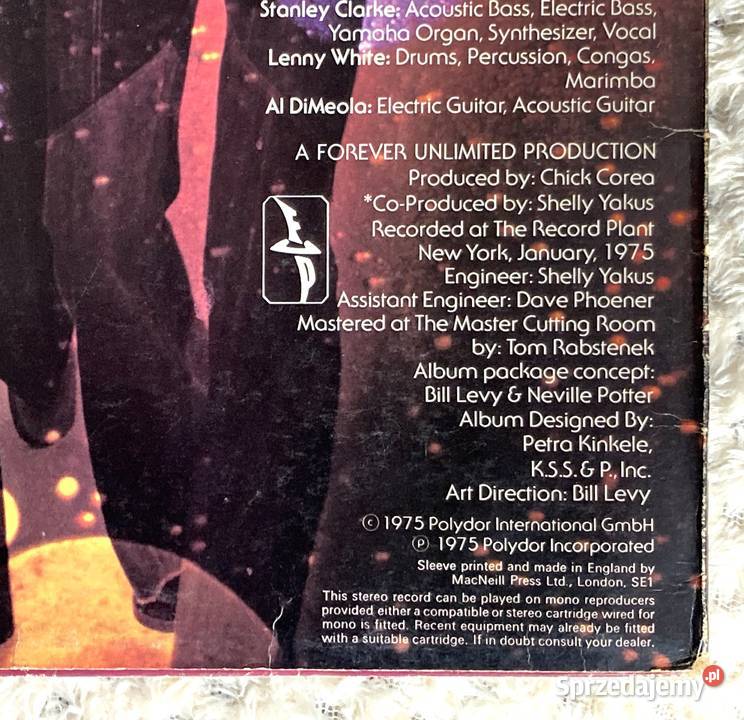 Stanley Clarke: Acoustic Bass, Electric Bass,
Yamaha Organ, Synthesizer, Vocal
Lenny White: Drums, Percussion, Congas,
Marimba
Al DiMeola: Electric Guitar, Acoustic Guitar
A FOREVER UNLIMITED PRODUCTION
Produced by: Chick Corea
*Co-Produced by: Shelly Yakus
Recorded at The Record Plant
New York, January, 1975
Engineer: Shelly Yakus
Assistant Engineer: Dave Phoener
Mastered at The Master Cutting Room
by: Tom Rabstenek
Album package concept:
Bill Levy & Neville Potter
Album Designed By:
Petra Kinkele,
K.S.S.& P., Inc.
Art Direction: Bill Levy
© 1975 Polydor International GmbH
℗ 1975 Polydor Incorporated
Sleeve printed and made in England by
MacNeill Press Ltd., London, SE1
This stereo record can be played on mono reproducers
provided either a compatible or stereo cartridge wired for
mono is fitted. Recent equipment may already be fitted
with a suitable cartridge. If in doubt consult your dealer.
Sprzedajemy.pl